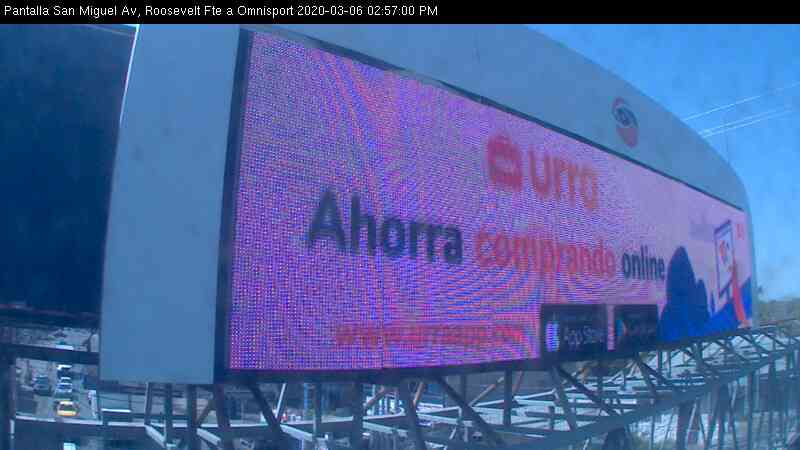 Pantalla San Miguel Av, Roosevelt Fte a Omnisport 2020-03-06 02:57:00 PM
urro
Ahorra comprando online
www.urroapp.com
App Store